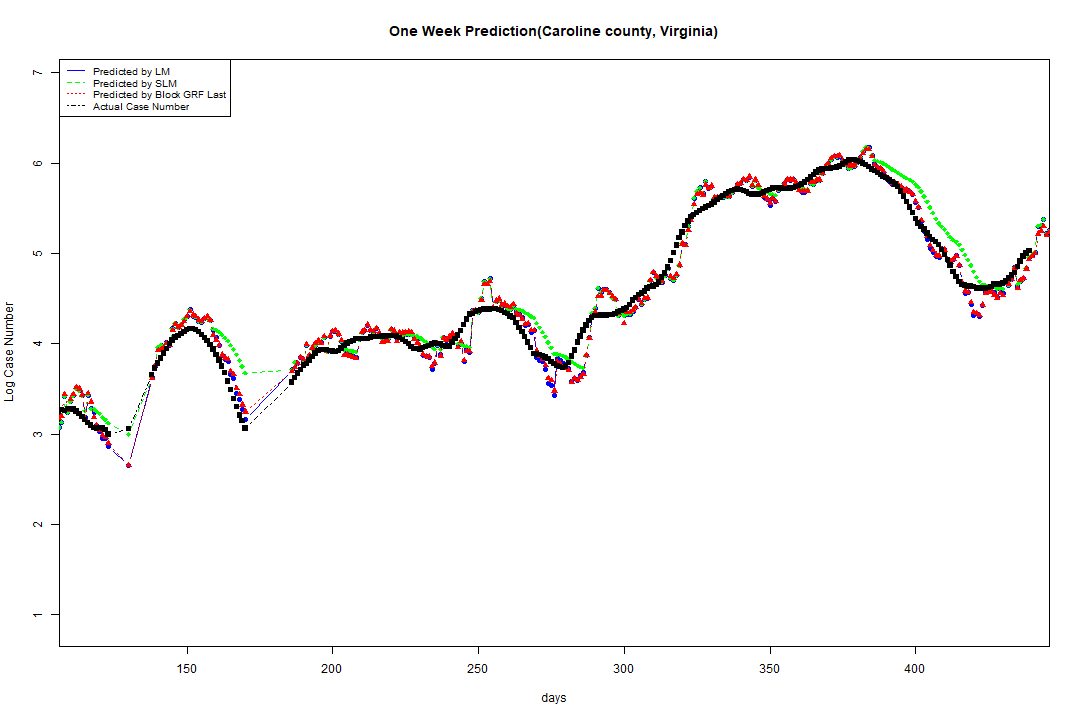 One Week Prediction(Caroline county, Virginia)
Predicted by LM
Predicted by SLM
Predicted by Block GRF Last
Actual Case Number
7
6
5
4
3
2
1
Log Case Number
150 200 250 300 350 400
days